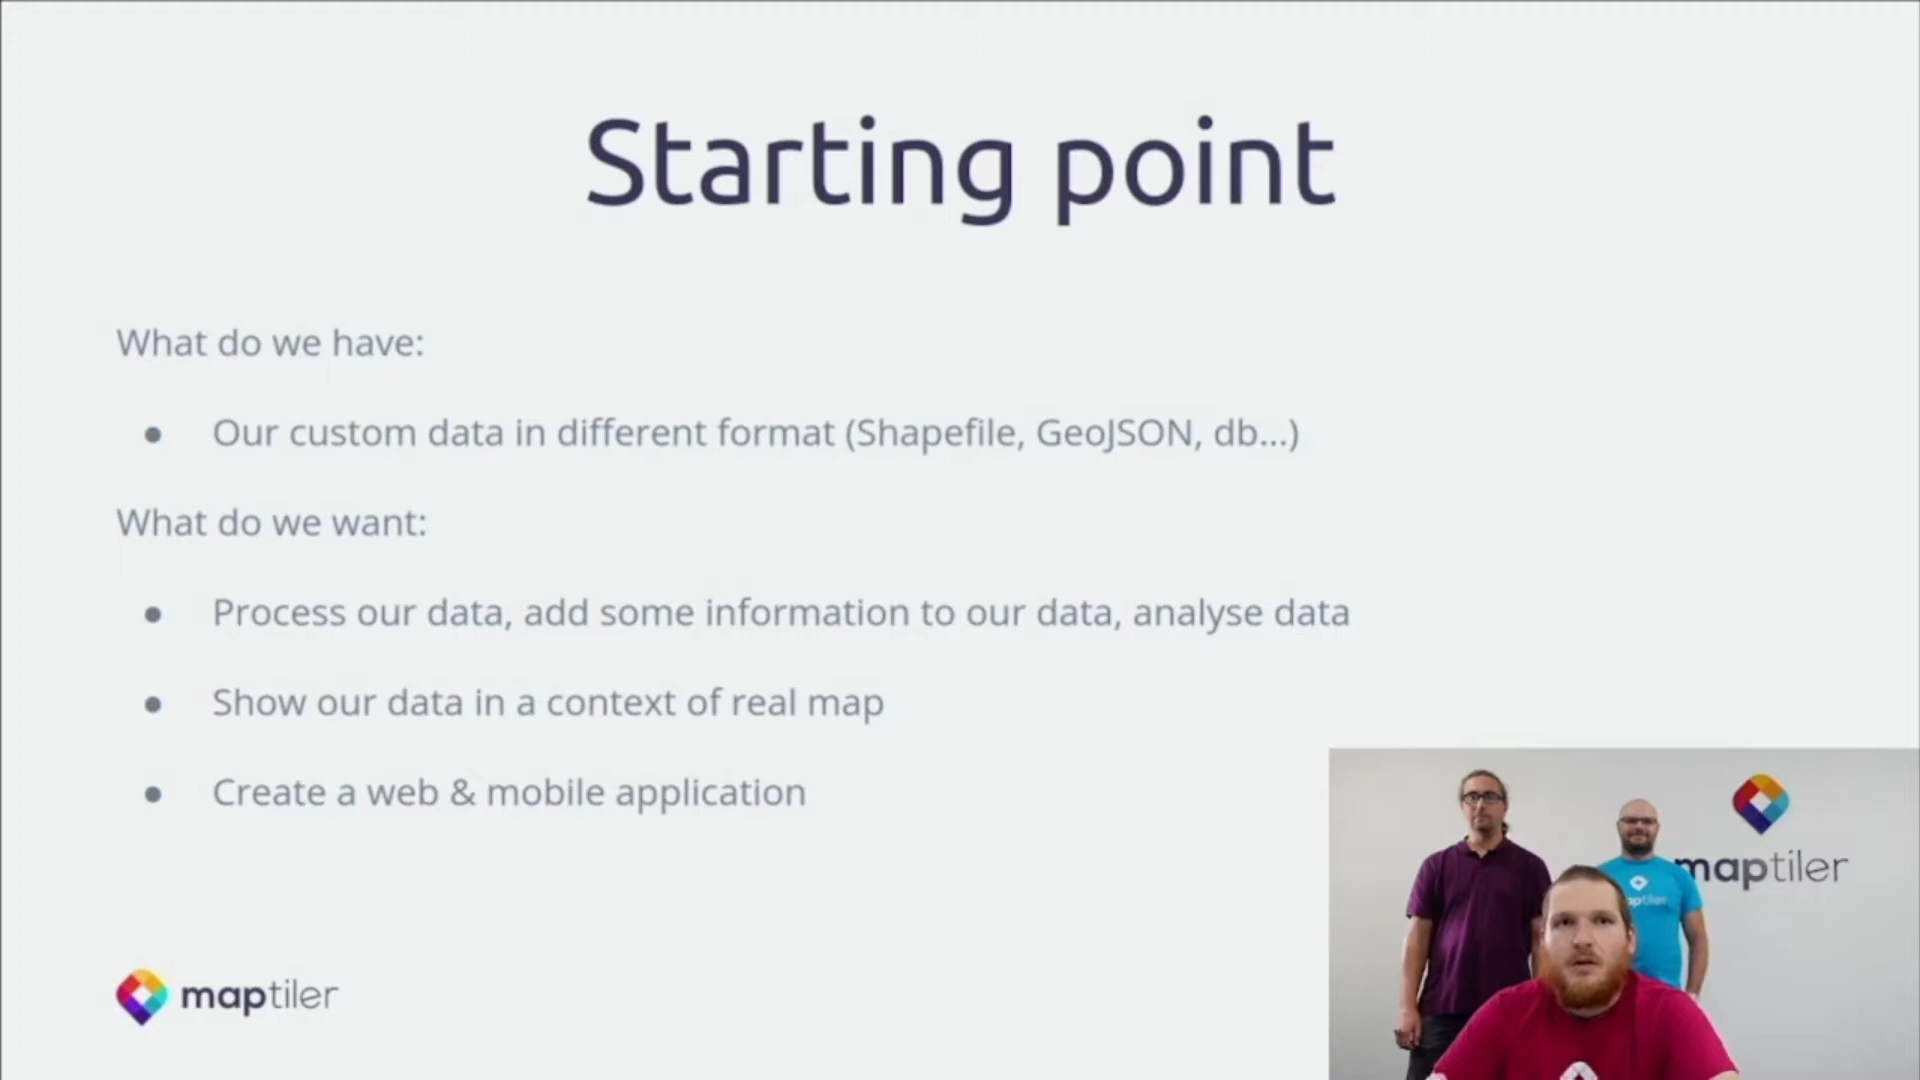 Starting point
What do we have:
● Our custom data in different format (Shapefile, GeoJSON, db...)
What do we want:
● Process our data, add some information to our data, analyse data
● Show our data in a context of real map
● Create a web & mobile application
maptiler
maptiler